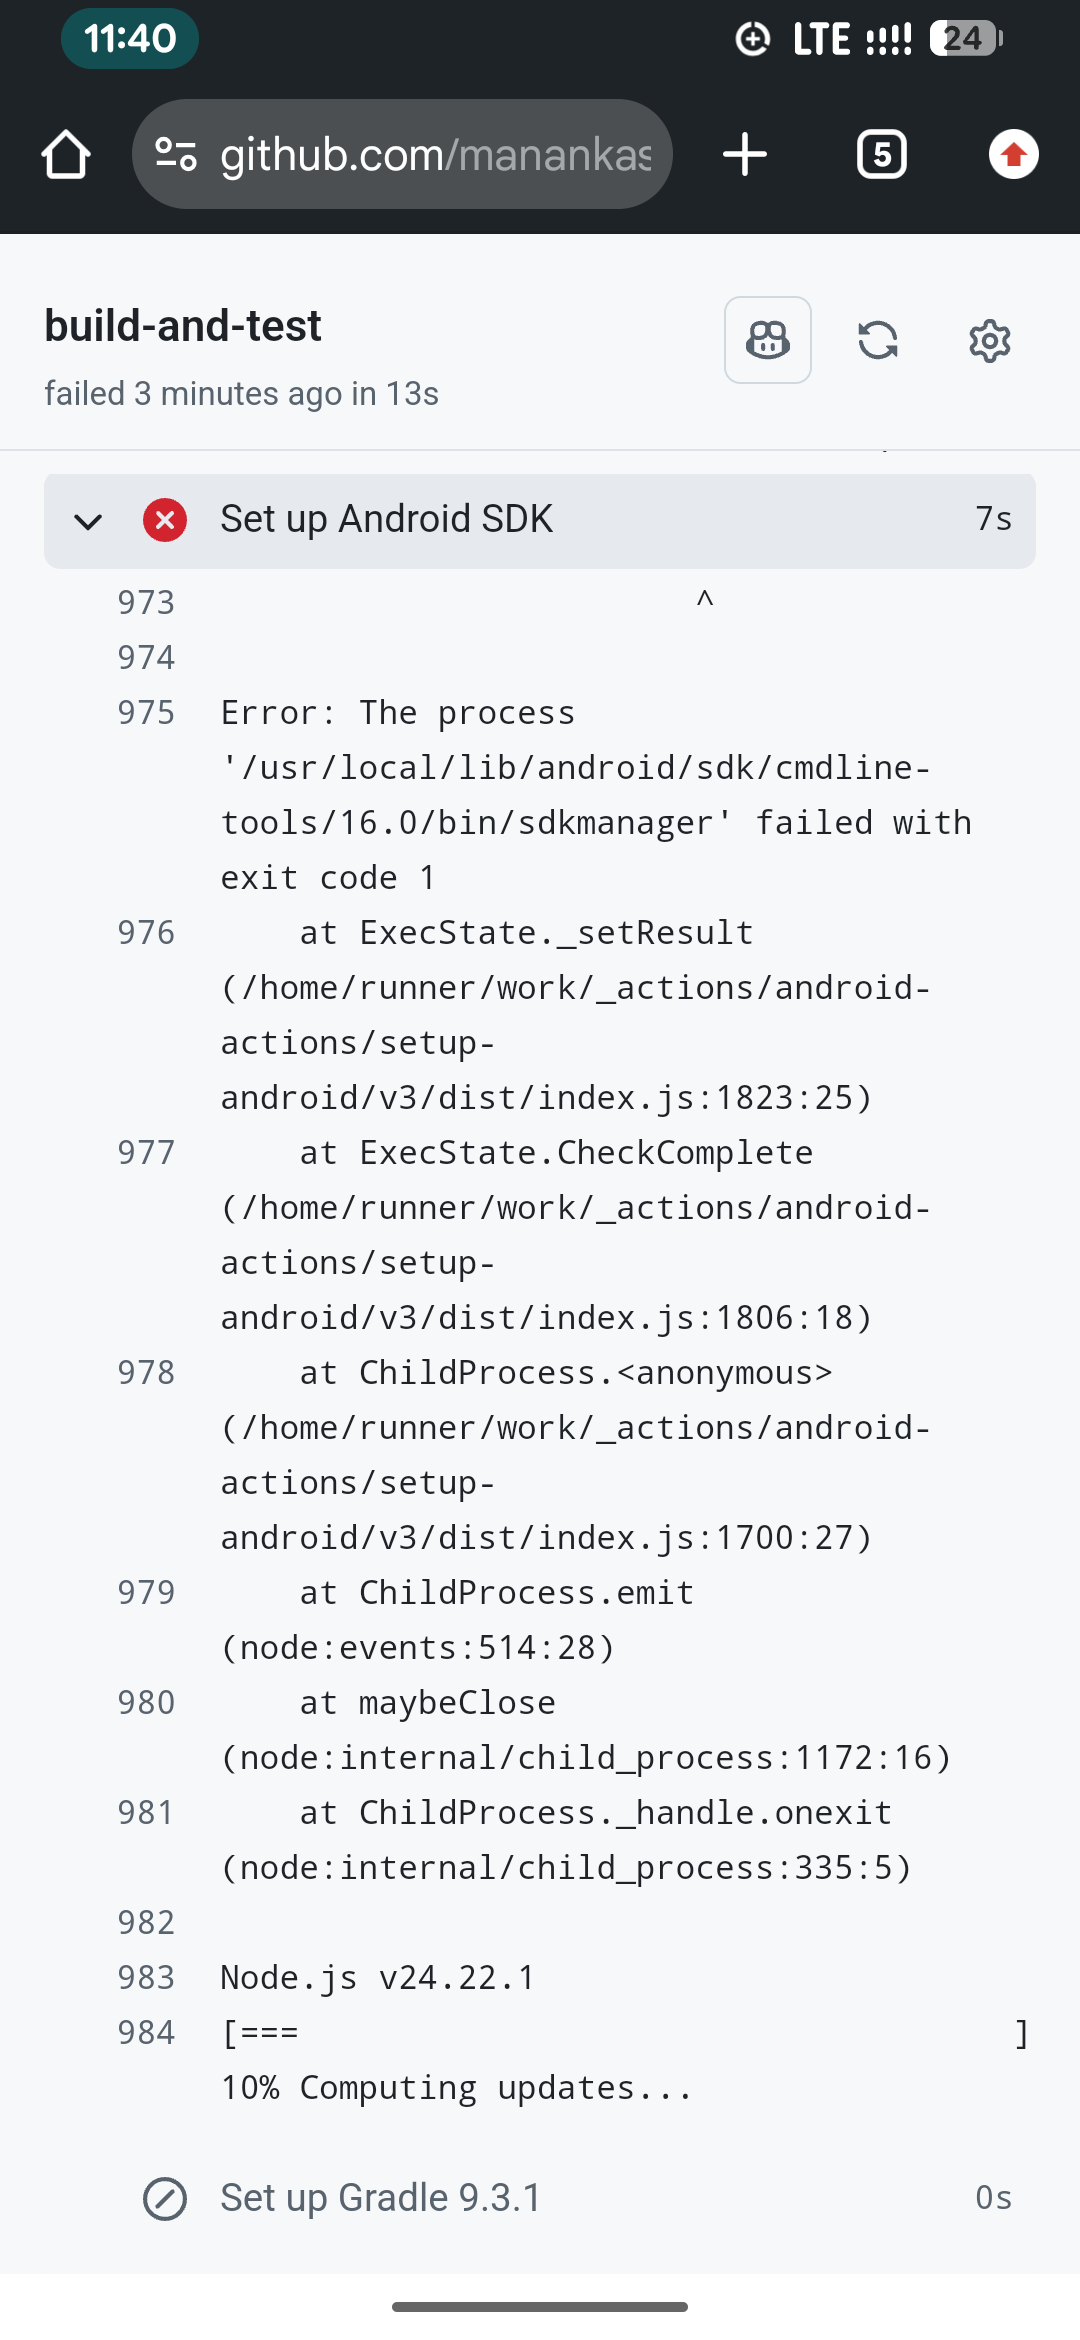 11:40
LTE
24
github.com/manankas
5
build-and-test
failed 3 minutes ago in 13s
Set up Android SDK 7s
973 ^
974
975 Error: The process
'/usr/local/lib/android/sdk/cmdline-
tools/16.0/bin/sdkmanager' failed with
exit code 1
976 at ExecState._setResult
(/home/runner/work/_actions/android-
actions/setup-
android/v3/dist/index.js:1823:25)
977 at ExecState.CheckComplete
(/home/runner/work/_actions/android-
actions/setup-
android/v3/dist/index.js:1806:18)
978 at ChildProcess.<anonymous>
(/home/runner/work/_actions/android-
actions/setup-
android/v3/dist/index.js:1700:27)
979 at ChildProcess.emit
(node:events:514:28)
980 at maybeClose
(node:internal/child_process:1172:16)
981 at ChildProcess._handle.onexit
(node:internal/child_process:335:5)
982
983 Node.js v24.22.1
984 [=== ]
10% Computing updates...
Set up Gradle 9.3.1 0s